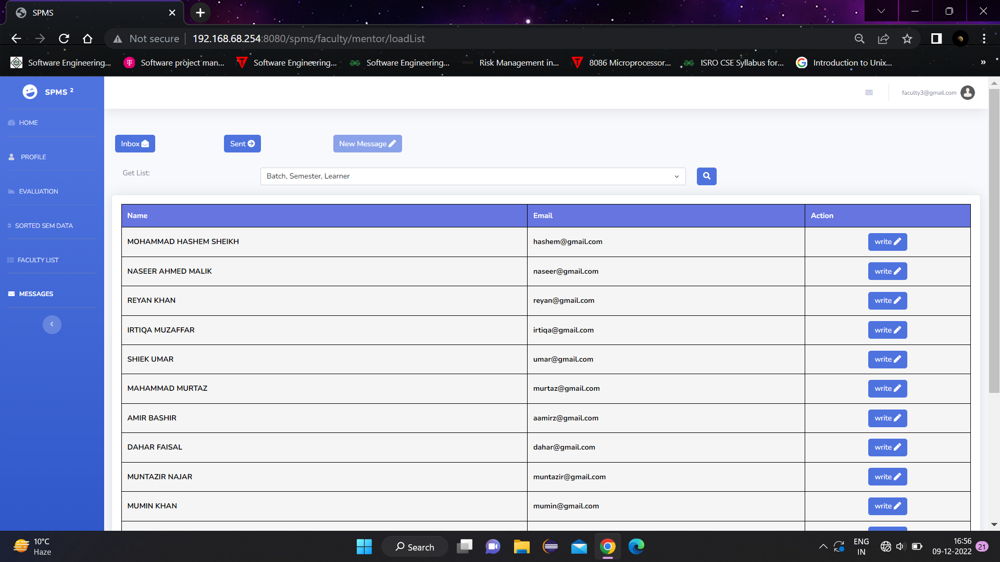 SPMS
Not secure
192.168.68.254:8080/spms/faculty/mentor/loadList
Software Engineering...
Software project man...
Software Engineering...
Software Engineering...
Risk Management in...
8086 Microprocessor...
ISRO CSE Syllabus for...
Introduction to Unix...
»
SPMS 2
faculty3@gmail.com
HOME
PROFILE
EVALUATION
SORTED SEM DATA
FACULTY LIST
MESSAGES
Inbox
Sent
New Message
Get List:
Batch, Semester, Learner
Name Email Action
MOHAMMAD HASHEM SHEIKH hashem@gmail.com write
NASEER AHMED MALIK naseer@gmail.com write
REYAN KHAN reyan@gmail.com write
IRTIQA MUZAFFAR irtiqa@gmail.com write
SHIEK UMAR umar@gmail.com write
MAHAMMAD MURTAZ murtaz@gmail.com write
AMIR BASHIR aamirz@gmail.com write
DAHAR FAISAL dahar@gmail.com write
MUNTAZIR NAJAR muntazir@gmail.com write
MUMIN KHAN mumin@gmail.com write
10°C
Haze
Search
ENG
IN
16:56
09-12-2022
21